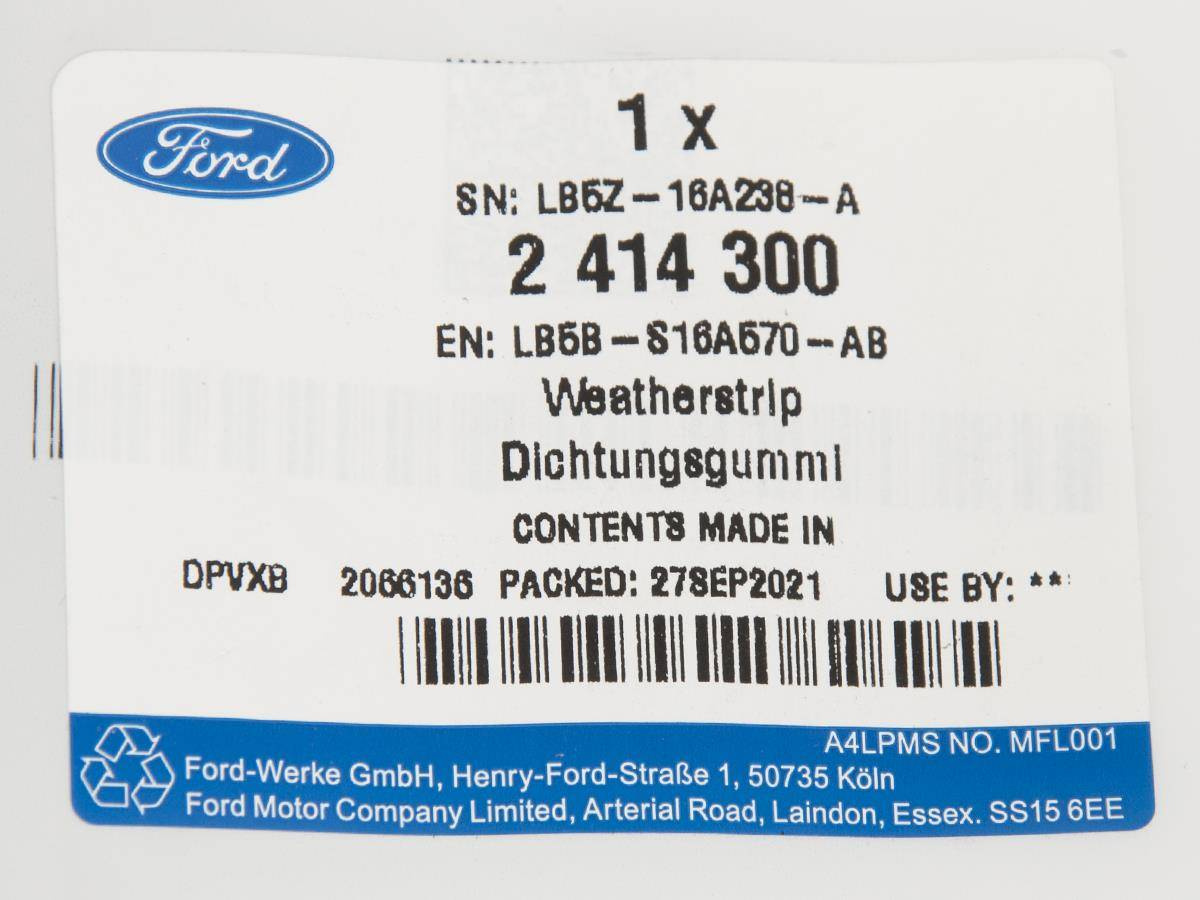 Ford
1 x
SN: LB5Z-16A238-A
2 414 300
EN: LB5B-S16A570-AB
Weatherstrip
Dichtungsgummi
CONTENTS MADE IN
DPVXB 2066136 PACKED: 27SEP2021 USE BY: **
A4LPMS NO. MFL001
Ford-Werke GmbH, Henry-Ford-Straße 1, 50735 Köln
Ford Motor Company Limited, Arterial Road, Laindon, Essex. SS15 6EE